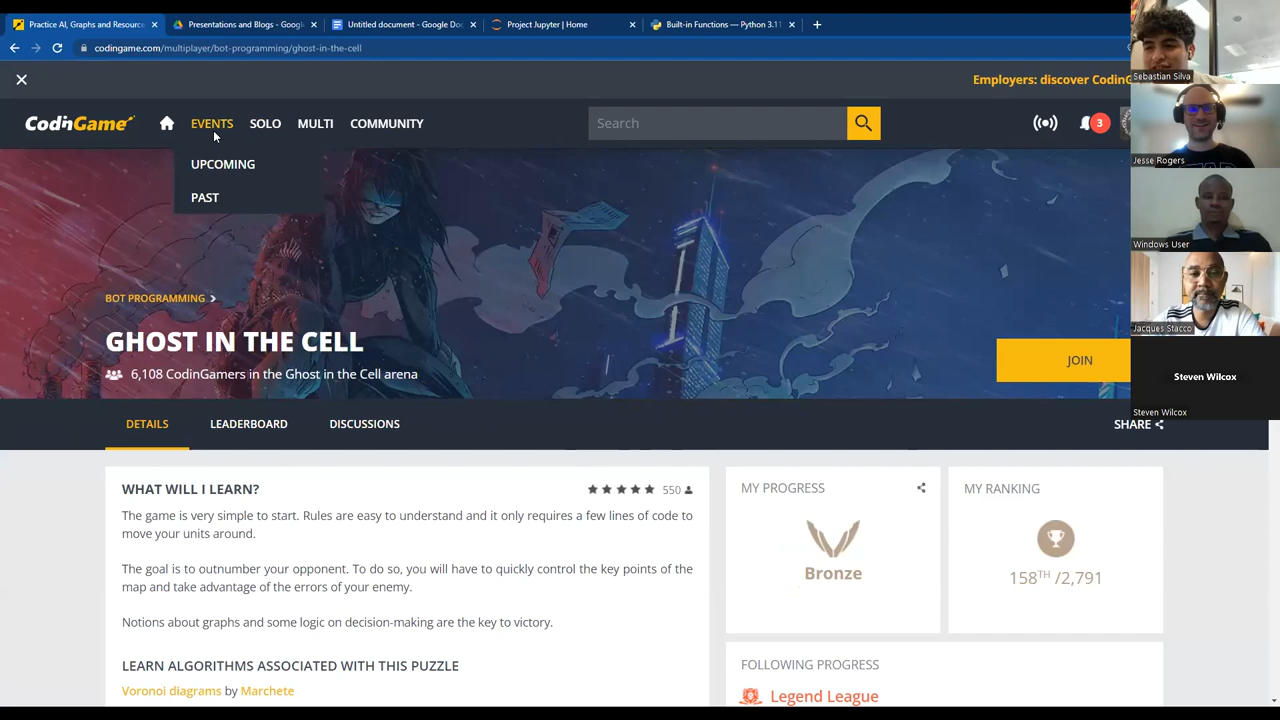 Practice AI, Graphs and Resource
Presentations and Blogs - Googl
Untitled document - Google Doc
Project Jupyter | Home
Built-in Functions — Python 3.11
codingame.com/multiplayer/bot-programming/ghost-in-the-cell
Employers: discover CodinG
CodinGame
EVENTS
SOLO
MULTI
COMMUNITY
Search
3
UPCOMING
PAST
BOT PROGRAMMING
GHOST IN THE CELL
6,108 CodinGamers in the Ghost in the Cell arena
JOIN
DETAILS
LEADERBOARD
DISCUSSIONS
SHARE
WHAT WILL I LEARN?
550
The game is very simple to start. Rules are easy to understand and it only requires a few lines of code to
move your units around.
The goal is to outnumber your opponent. To do so, you will have to quickly control the key points of the
map and take advantage of the errors of your enemy.
Notions about graphs and some logic on decision-making are the key to victory.
LEARN ALGORITHMS ASSOCIATED WITH THIS PUZZLE
Voronoi diagrams by Marchete
MY PROGRESS
Bronze
MY RANKING
158TH /2,791
FOLLOWING PROGRESS
Legend League
Sebastian Silva
Jesse Rogers
Windows User
Jacques Stacco
Steven Wilcox
Steven Wilcox